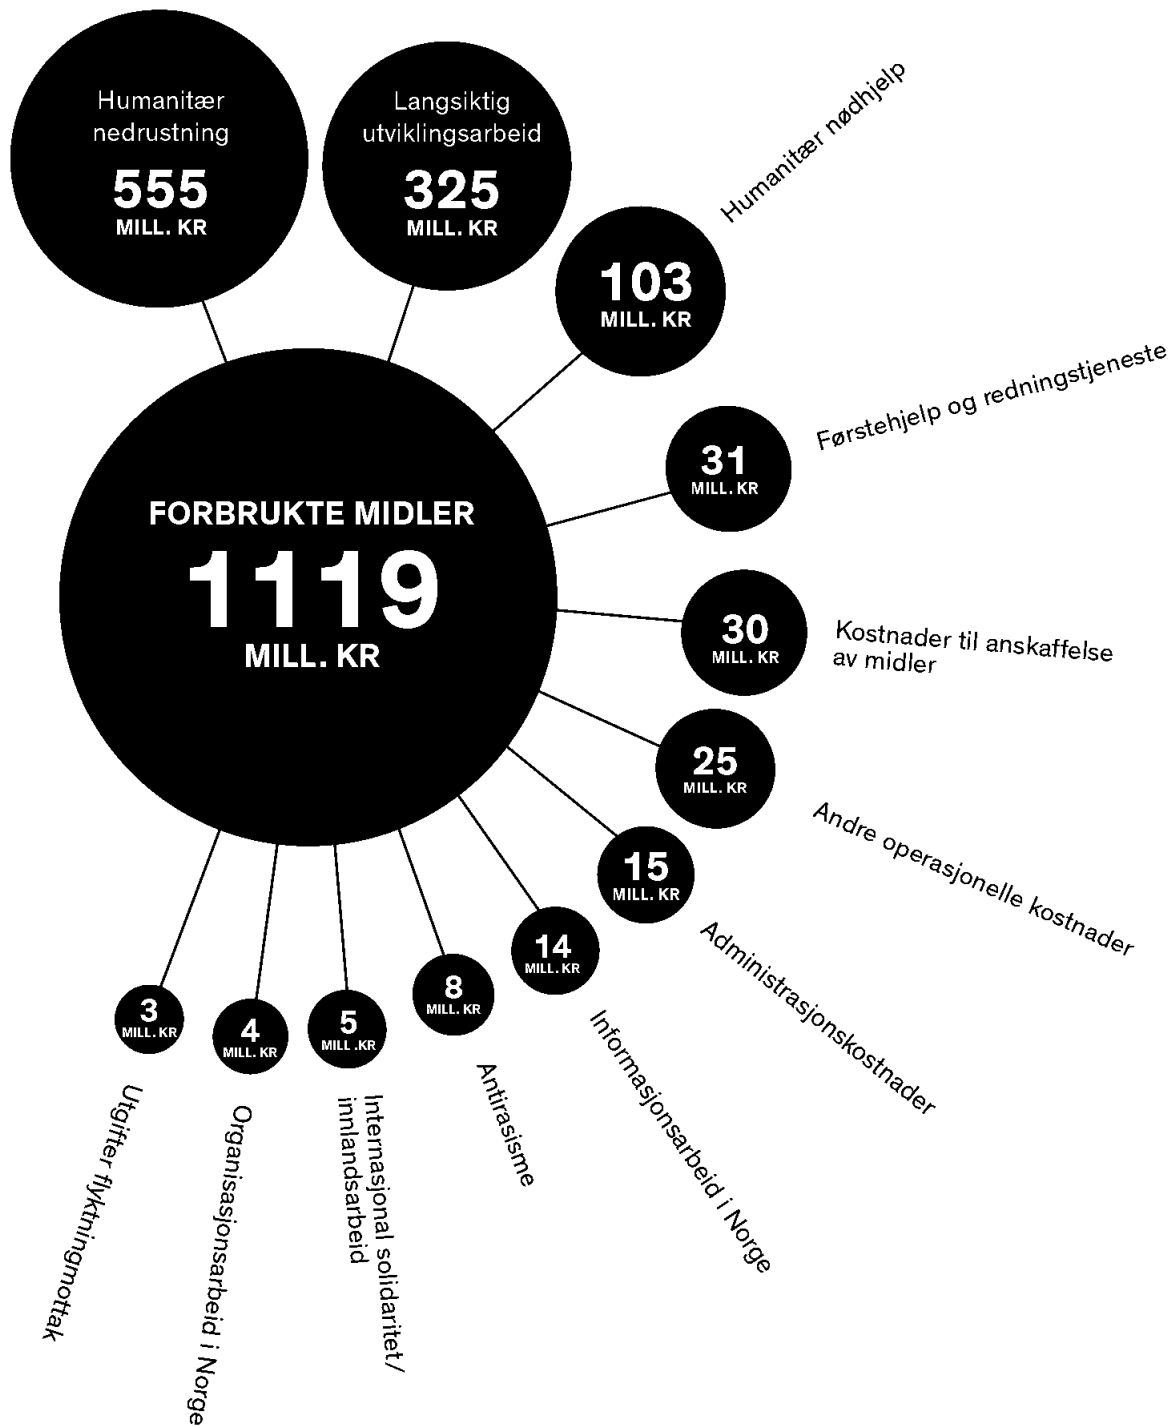 Humanitær
nedrustning
555
MILL. KR
Langsiktig
utviklingsarbeid
325
MILL. KR
Humanitær nødhjelp
103
MILL. KR
Førstehjelp og redningstjeneste
31
MILL. KR
FORBRUKTE MIDLER
1119
MILL. KR
30
MILL. KR
Kostnader til anskaffelse
av midler
25
MILL. KR
Andre operasjonelle kostnader
15
MILL. KR
Administrasjonskostnader
14
MILL. KR
Informasjonsarbeid i Norge
8
MILL. KR
Antirasisme
5
MILL .KR
Internasjonal solidaritet/
innlandsarbeid
4
MILL. KR
Organisasjonsarbeid i Norge
3
MILL. KR
Utgifter flyktningmottak